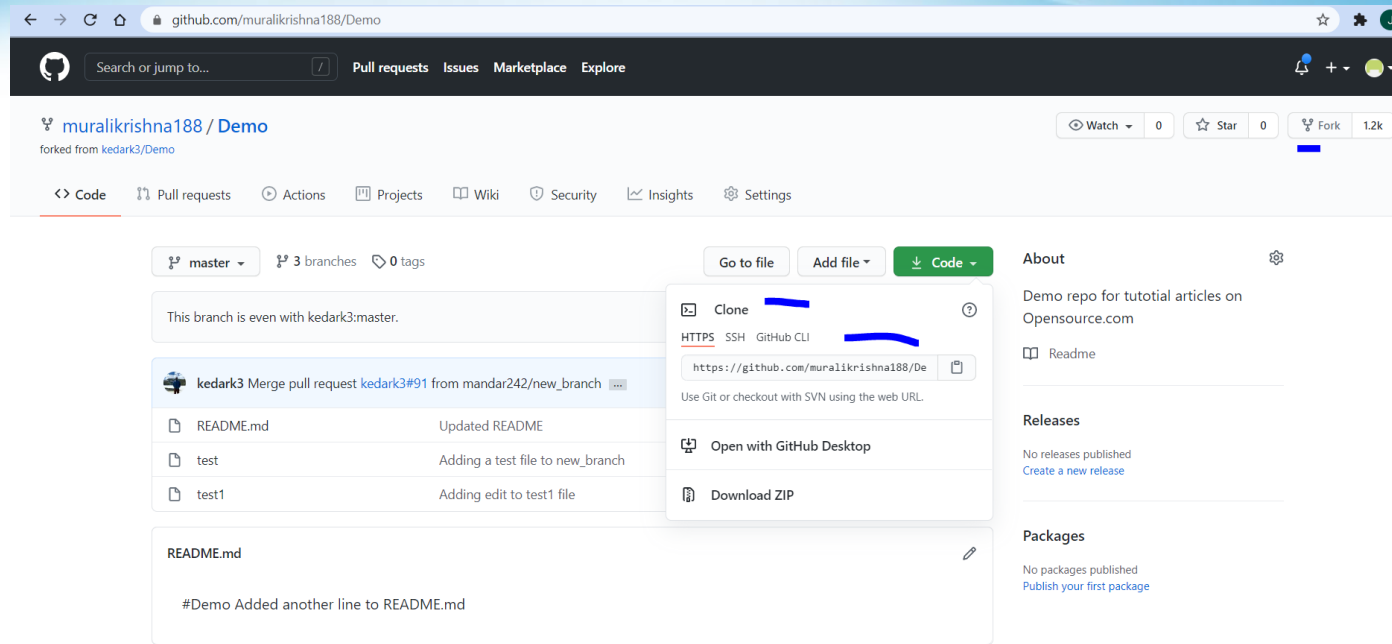 github.com/muralikrishna188/Demo
Search or jump to... / Pull requests Issues Marketplace Explore
muralikrishna188 / Demo Watch 0 Star 0 Fork 1.2k
forked from kedark3/Demo
Code Pull requests Actions Projects Wiki Security Insights Settings
master 3 branches 0 tags Go to file Add file Code
This branch is even with kedark3:master.
kedark3 Merge pull request kedark3#91 from mandar242/new_branch ...
README.md Updated README
test Adding a test file to new_branch
test1 Adding edit to test1 file
Clone
HTTPS SSH GitHub CLI
https://github.com/muralikrishna188/De
Use Git or checkout with SVN using the web URL.
Open with GitHub Desktop
Download ZIP
README.md
#Demo Added another line to README.md
About
Demo repo for tutotial articles on
Opensource.com
Readme
Releases
No releases published
Create a new release
Packages
No packages published
Publish your first package